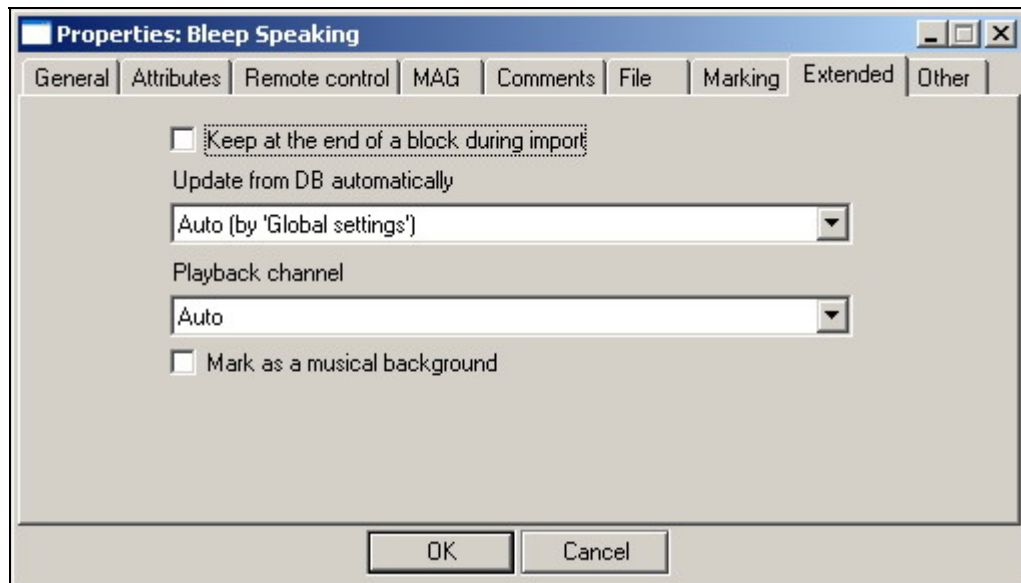 Properties: Bleep Speaking
General Attributes Remote control MAG Comments File Marking Extended Other
Keep at the end of a block during import
Update from DB automatically
Auto (by 'Global settings')
Playback channel
Auto
Mark as a musical background
OK Cancel